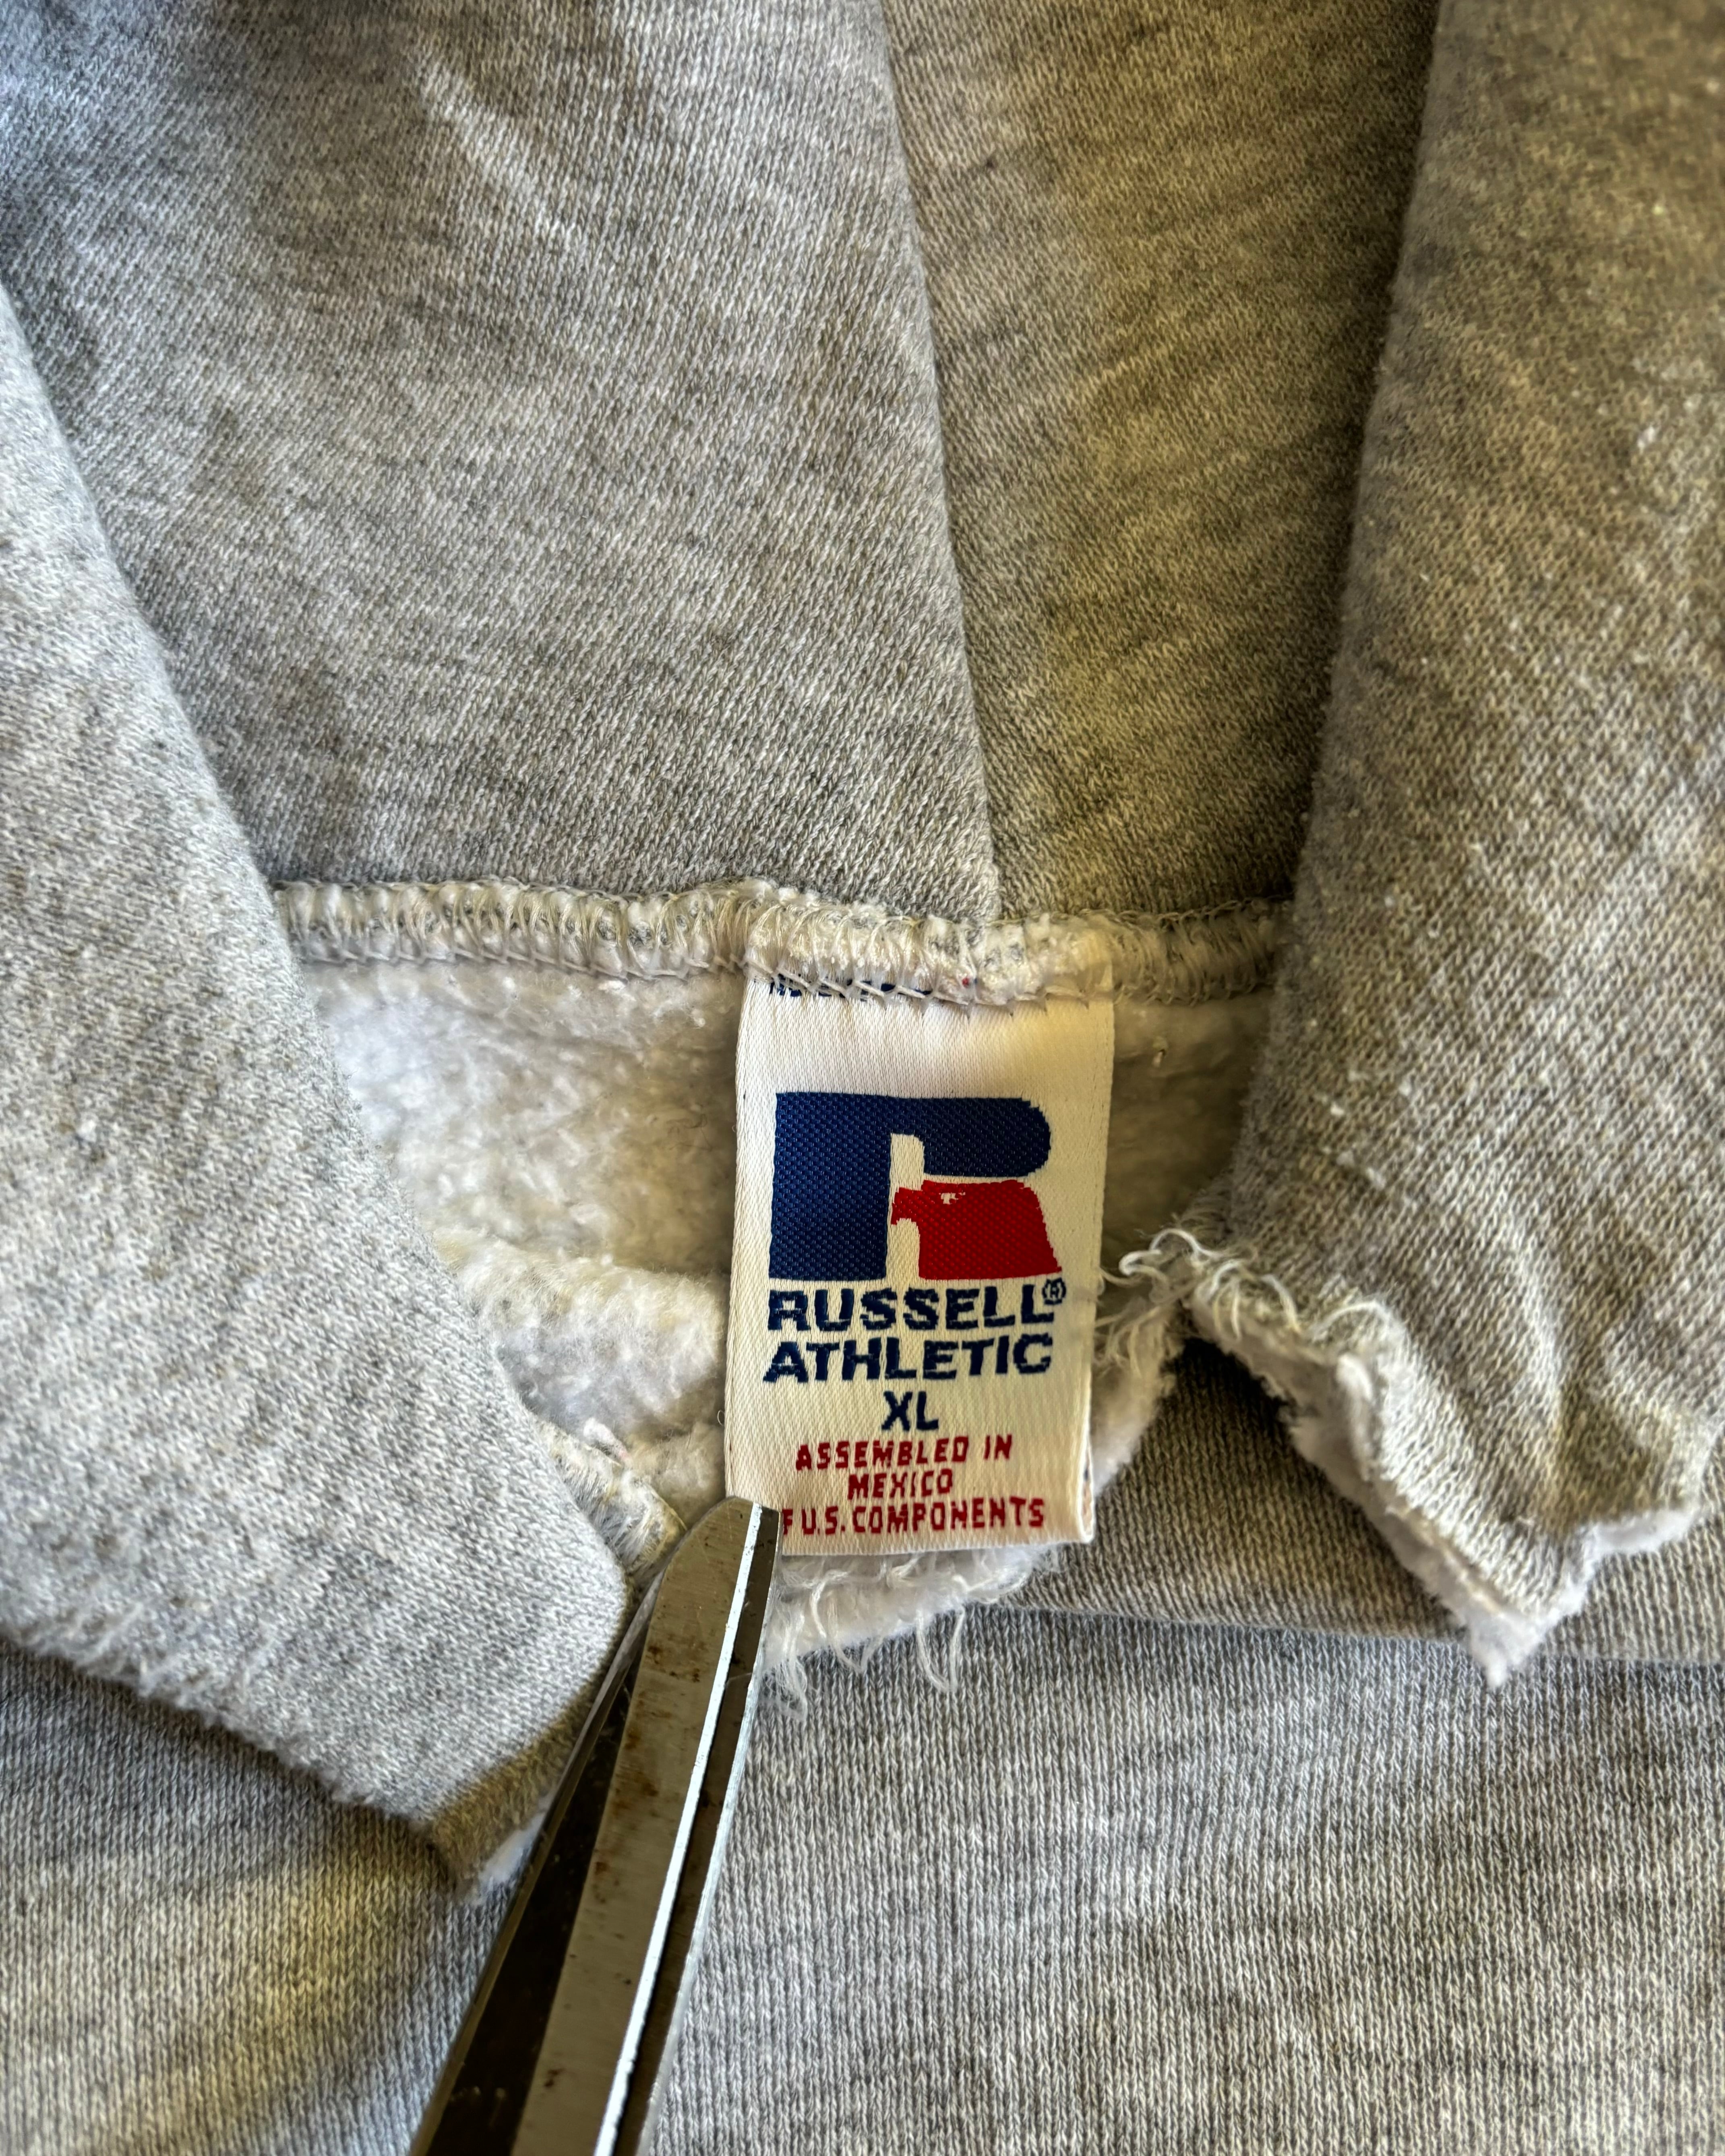 RUSSELL®
ATHLETIC
XL
ASSEMBLED IN
MEXICO
U.S. COMPONENTS